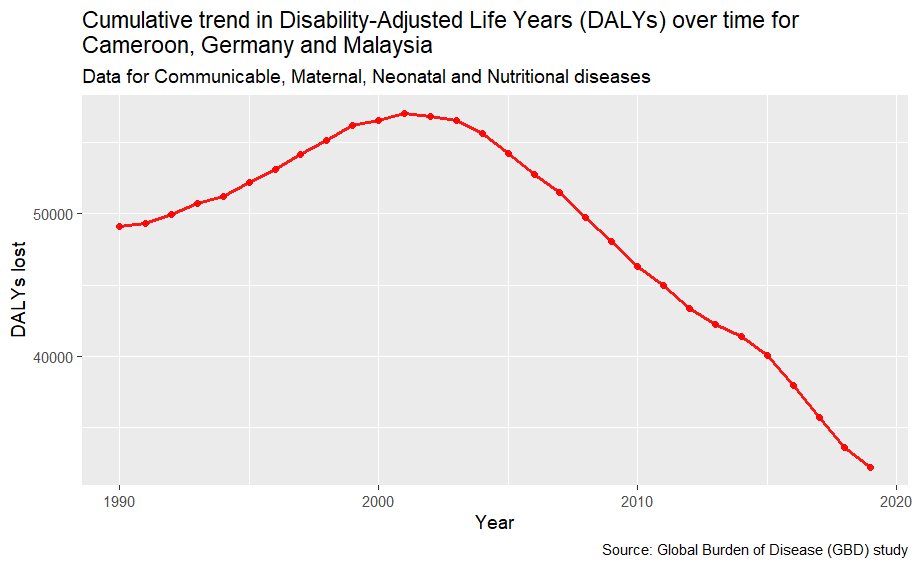 Cumulative trend in Disability-Adjusted Life Years (DALYs) over time for
Cameroon, Germany and Malaysia
Data for Communicable, Maternal, Neonatal and Nutritional diseases
DALYs lost
50000
40000
1990
2000
2010
2020
Year
Source: Global Burden of Disease (GBD) study